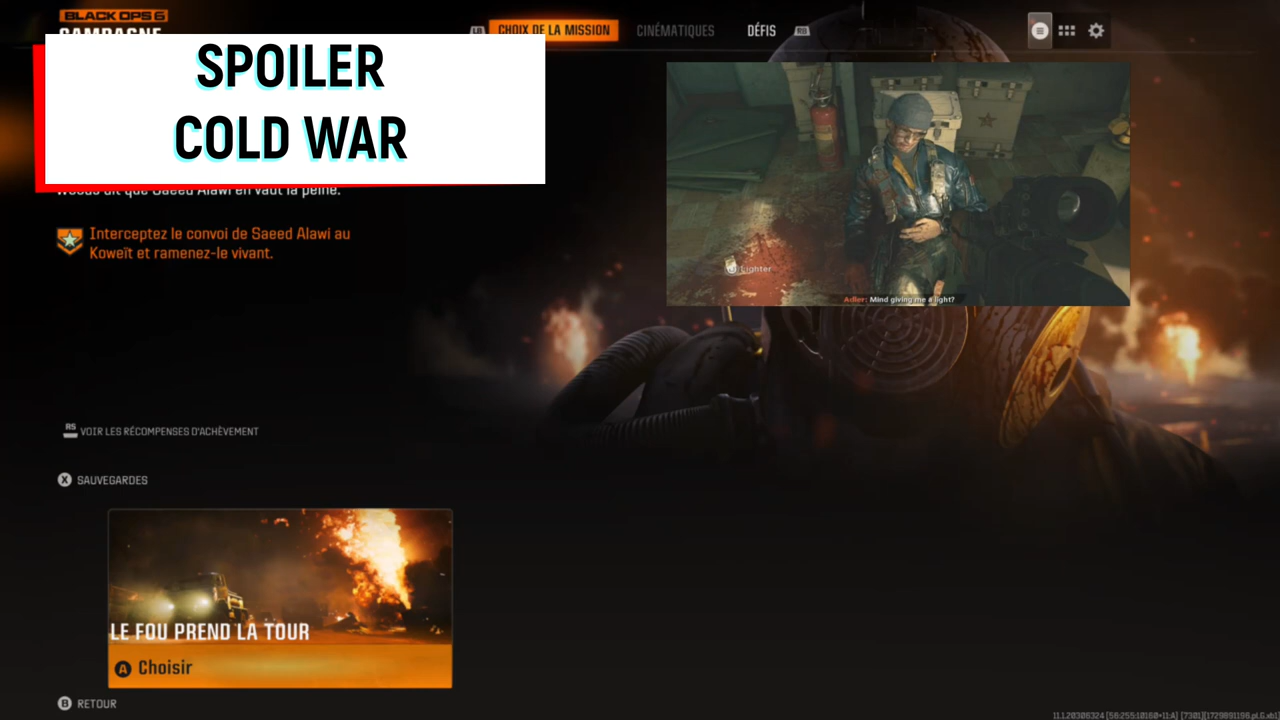 BLACK OPS 6
CAMPAGNE
CHOIX DE LA MISSION
CINÉMATIQUES
DÉFIS
SPOILER
COLD WAR
Woods dit que Saeed Alawi en vaut la peine.
Interceptez le convoi de Saeed Alawi au
Koweït et ramenez-le vivant.
Lighter
Adler: Mind giving me a light?
RS
VOIR LES RÉCOMPENSES D'ACHÈVEMENT
X SAUVEGARDES
LE FOU PREND LA TOUR
A Choisir
B RETOUR